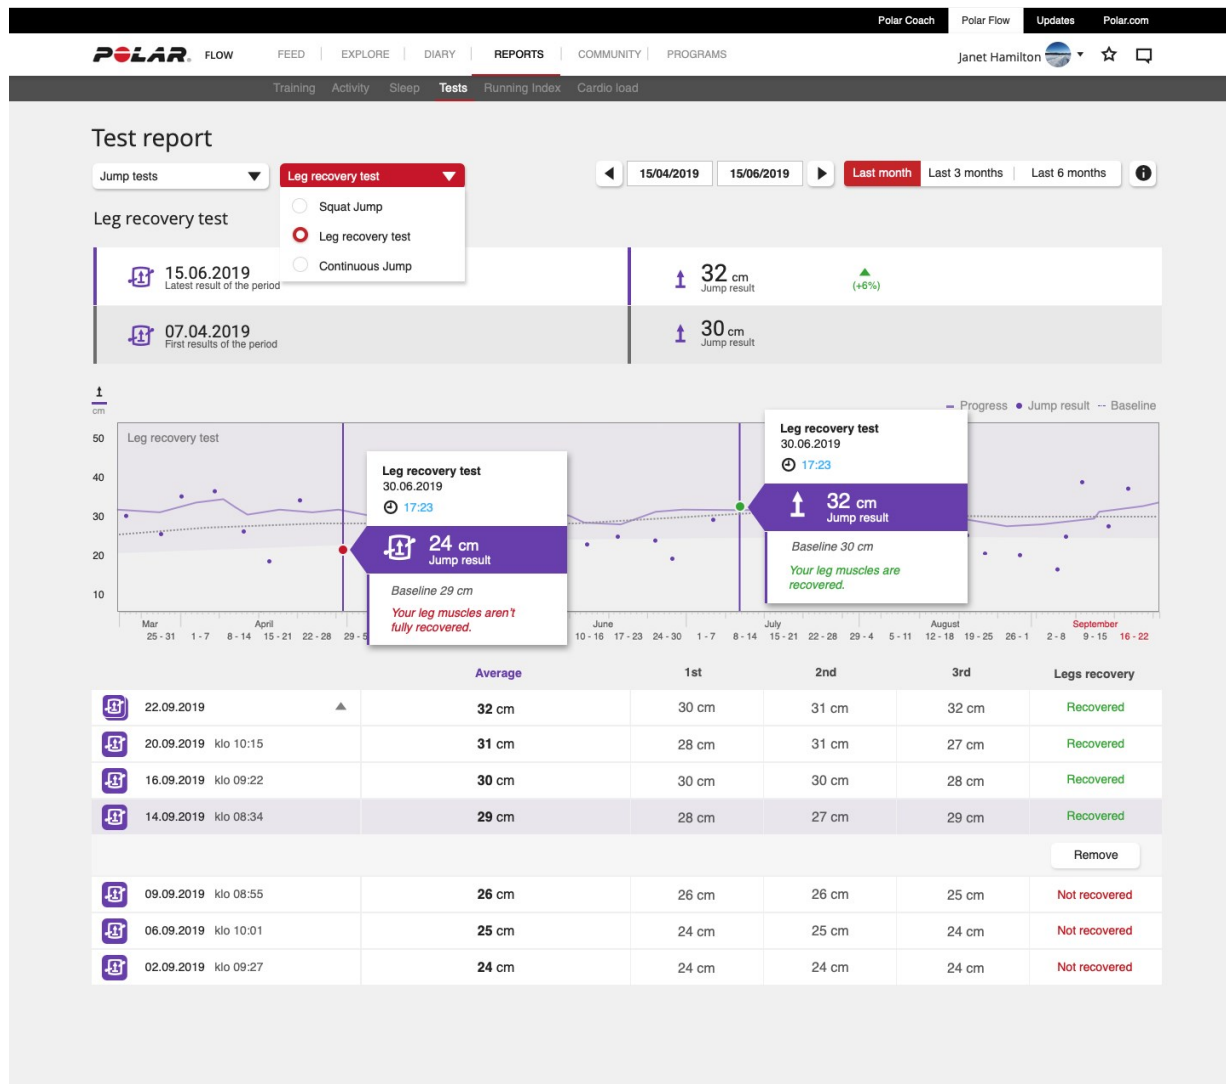 Polar Coach Polar Flow Updates Polar.com
POLAR. FLOW FEED EXPLORE DIARY REPORTS COMMUNITY PROGRAMS Janet Hamilton
Training Activity Sleep Tests Running Index Cardio load
Test report
Jump tests Leg recovery test 15/04/2019 15/06/2019 Last month Last 3 months Last 6 months i
Squat Jump
Leg recovery test
Continuous Jump
Leg recovery test
15.06.2019
Latest result of the period
32 cm
Jump result
(+6%)
07.04.2019
First results of the period
30 cm
Jump result
cm
Progress Jump result Baseline
Leg recovery test
50
40
30
20
10
Leg recovery test
30.06.2019
17:23
24 cm
Jump result
Baseline 29 cm
Your leg muscles aren't
fully recovered.
Leg recovery test
30.06.2019
17:23
32 cm
Jump result
Baseline 30 cm
Your leg muscles are
recovered.
Mar April June July August September
25 - 31 1 - 7 8 - 14 15 - 21 22 - 28 10 - 16 17 - 23 24 - 30 1 - 7 8 - 14 15 - 21 22 - 28 29 - 4 5 - 11 12 - 18 19 - 25 26 - 1 2 - 8 9 - 15 16 - 22
Average 1st 2nd 3rd Legs recovery
22.09.2019 32 cm 30 cm 31 cm 32 cm Recovered
20.09.2019 klo 10:15 31 cm 28 cm 31 cm 27 cm Recovered
16.09.2019 klo 09:22 30 cm 30 cm 30 cm 28 cm Recovered
14.09.2019 klo 08:34 29 cm 28 cm 27 cm 29 cm Recovered
Remove
09.09.2019 klo 08:55 26 cm 26 cm 26 cm 25 cm Not recovered
06.09.2019 klo 10:01 25 cm 24 cm 25 cm 24 cm Not recovered
02.09.2019 klo 09:27 24 cm 24 cm 24 cm 24 cm Not recovered